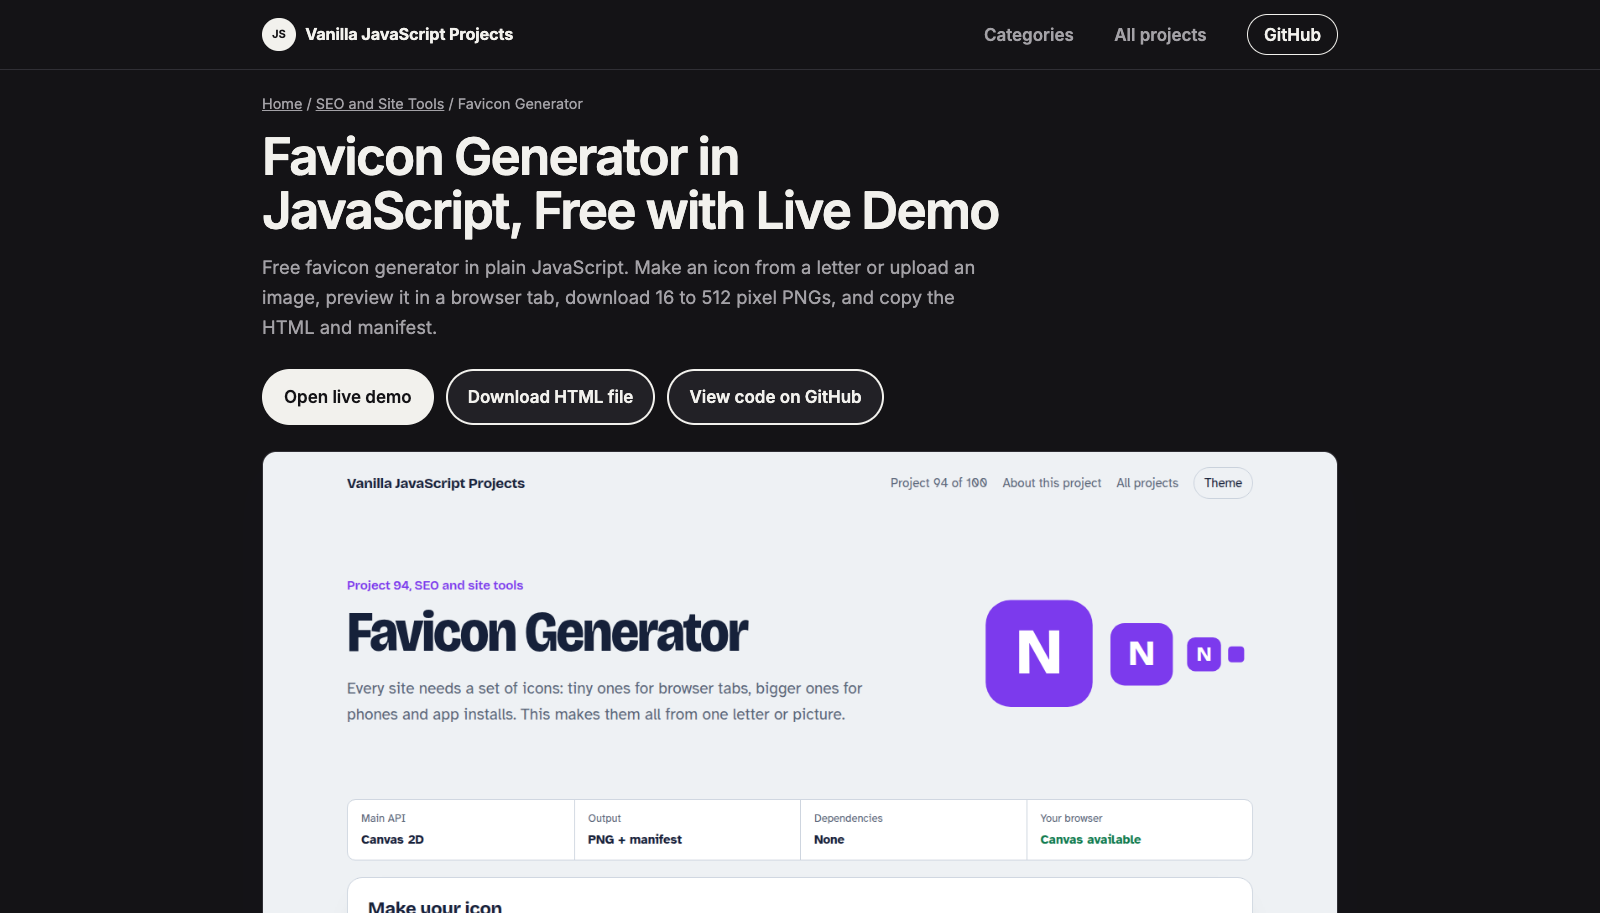 JS
Vanilla JavaScript Projects
Categories
All projects
GitHub
Home / SEO and Site Tools / Favicon Generator
Favicon Generator in
JavaScript, Free with Live Demo
Free favicon generator in plain JavaScript. Make an icon from a letter or upload an
image, preview it in a browser tab, download 16 to 512 pixel PNGs, and copy the
HTML and manifest.
Open live demo
Download HTML file
View code on GitHub
Vanilla JavaScript Projects
Project 94 of 100
About this project
All projects
Theme
Project 94, SEO and site tools
Favicon Generator
Every site needs a set of icons: tiny ones for browser tabs, bigger ones for
phones and app installs. This makes them all from one letter or picture.
N
N
N
Main API
Canvas 2D
Output
PNG + manifest
Dependencies
None
Your browser
Canvas available
Make your icon